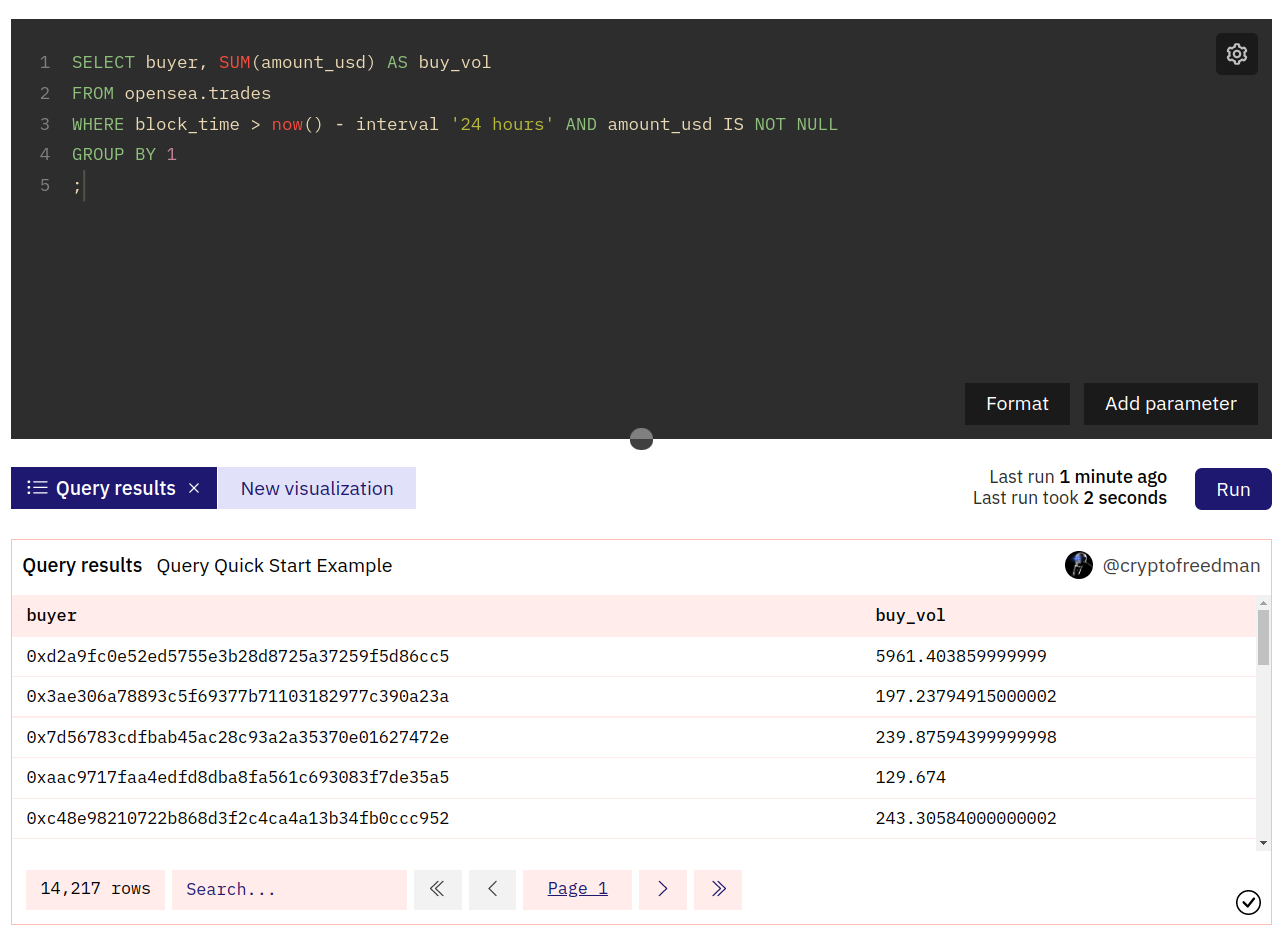 1 SELECT buyer, SUM(amount_usd) AS buy_vol
2 FROM opensea.trades
3 WHERE block_time > now() - interval '24 hours' AND amount_usd IS NOT NULL
4 GROUP BY 1
5 ;
Format Add parameter
Query results × New visualization
Last run 1 minute ago
Last run took 2 seconds
Run
Query results Query Quick Start Example @cryptofreedman
buyer buy_vol
0xd2a9fc0e52ed5755e3b28d8725a37259f5d86cc5 5961.403859999999
0x3ae306a78893c5f69377b71103182977c390a23a 197.23794915000002
0x7d56783cdfbab45ac28c93a2a35370e01627472e 239.87594399999998
0xaac9717faa4edfd8dba8fa561c693083f7de35a5 129.674
0xc48e98210722b868d3f2c4ca4a13b34fb0ccc952 243.30584000000002
14,217 rows Search... Page 1